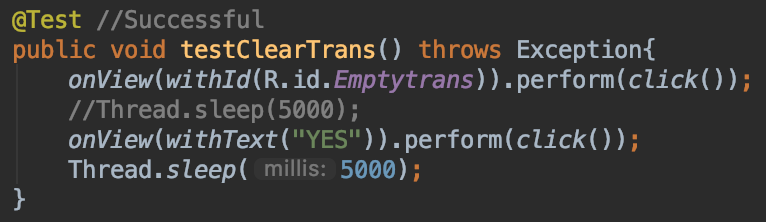 @Test //Successful
public void testClearTrans() throws Exception{
onView(withId(R.id.Emptytrans)).perform(click());
//Thread.sleep(5000);
onView(withText("YES")).perform(click());
Thread.sleep( millis: 5000);
}